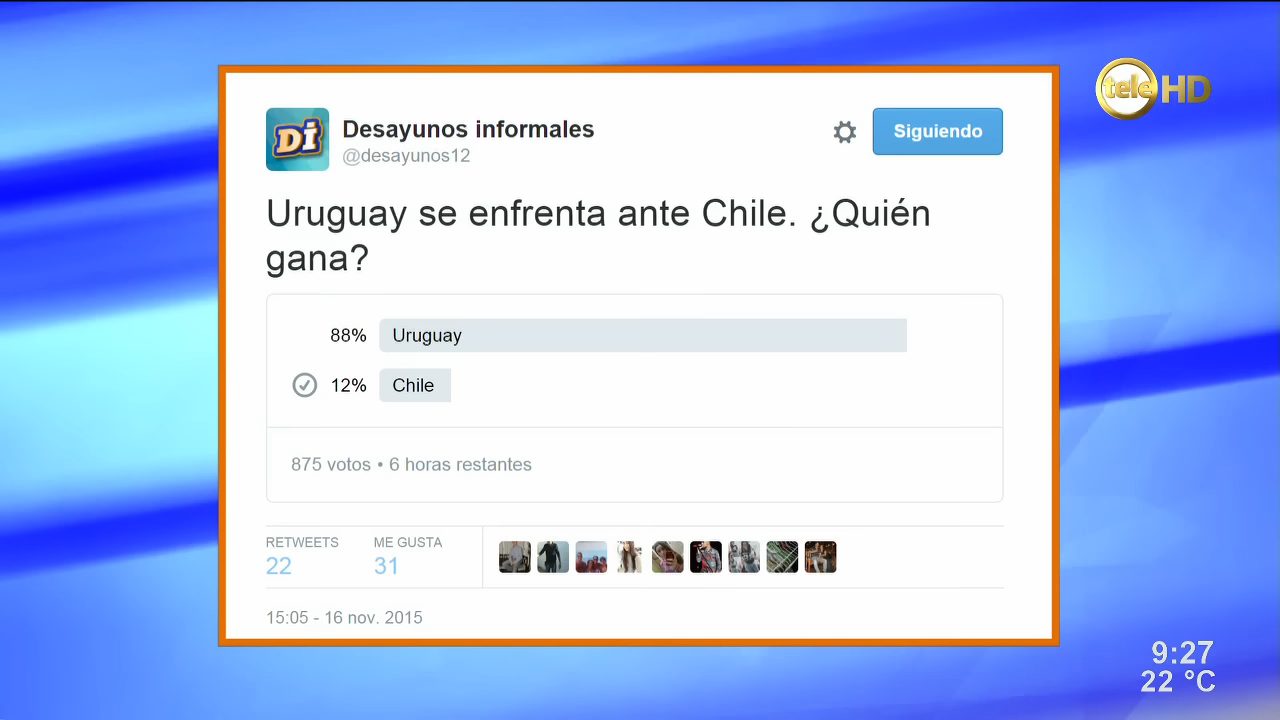 tele HD
Di
Desayunos informales
@desayunos12
Siguiendo
Uruguay se enfrenta ante Chile. ¿Quién
gana?
88% Uruguay
12% Chile
875 votos • 6 horas restantes
RETWEETS ME GUSTA
22 31
15:05 - 16 nov. 2015
9:27
22 °C